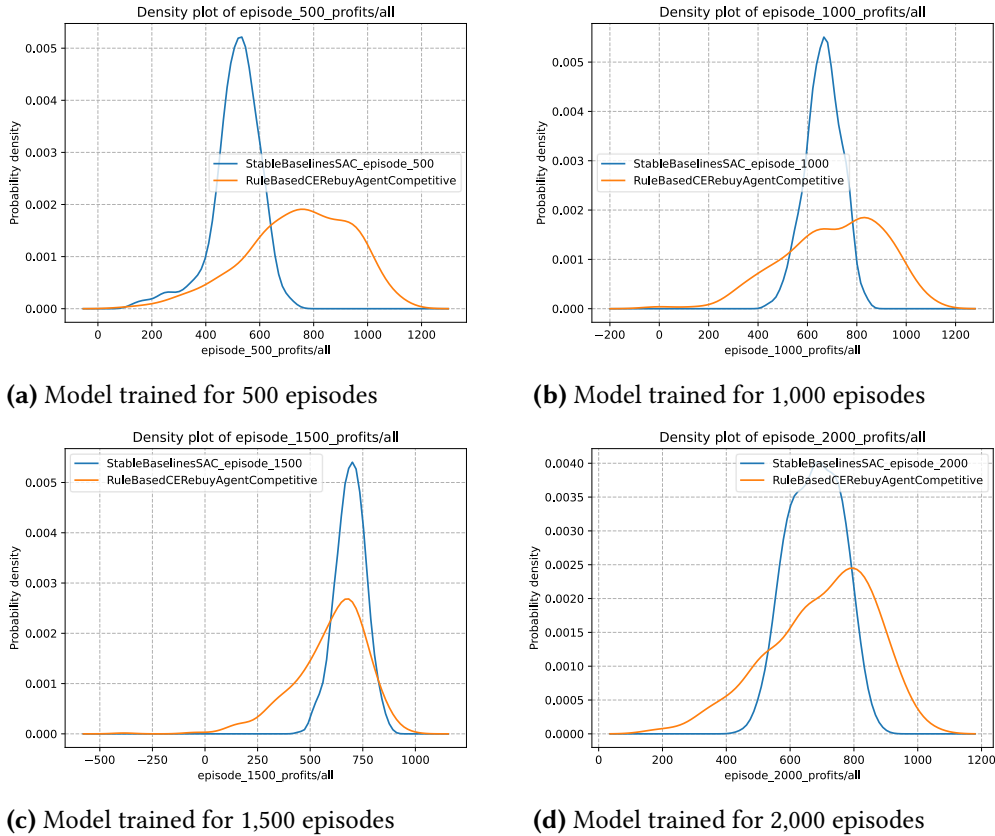 Density plot of episode_500_profits/all
Probability density
0.005
0.004
0.003
0.002
0.001
0.000
StableBaselinesSAC_episode_500
RuleBasedCERebuyAgentCompetitive
0 200 400 600 800 1000 1200
episode_500_profits/all
(a) Model trained for 500 episodes
Density plot of episode_1000_profits/all
Probability density
0.005
0.004
0.003
0.002
0.001
0.000
StableBaselinesSAC_episode_1000
RuleBasedCERebuyAgentCompetitive
−200 0 200 400 600 800 1000 1200
episode_1000_profits/all
(b) Model trained for 1,000 episodes
Density plot of episode_1500_profits/all
Probability density
0.005
0.004
0.003
0.002
0.001
0.000
StableBaselinesSAC_episode_1500
RuleBasedCERebuyAgentCompetitive
−500 −250 0 250 500 750 1000
episode_1500_profits/all
(c) Model trained for 1,500 episodes
Density plot of episode_2000_profits/all
Probability density
0.0040
0.0035
0.0030
0.0025
0.0020
0.0015
0.0010
0.0005
0.0000
StableBaselinesSAC_episode_2000
RuleBasedCERebuyAgentCompetitive
0 200 400 600 800 1000 1200
episode_2000_profits/all
(d) Model trained for 2,000 episodes